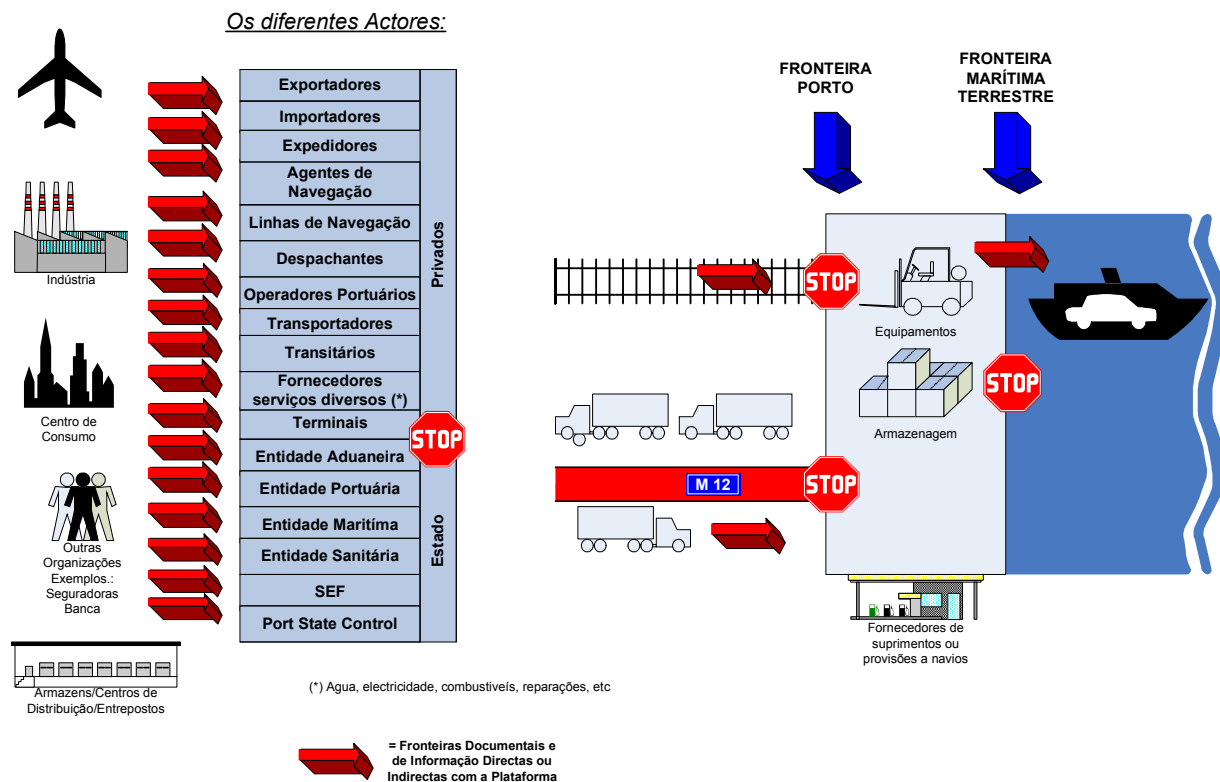 Os diferentes Actores:
Exportadores
Importadores
Expedidores
Agentes de
Navegação
Linhas de Navegação
Despachantes
Operadores Portuários
Transportadores
Transitários
Fornecedores
serviços diversos (*)
Terminais
Entidade Aduaneira
Entidade Portuária
Entidade Maritíma
Entidade Sanitária
SEF
Port State Control
Privados
STOP
Estado
Indústria
Centro de
Consumo
Outras
Organizações
Exemplos.:
Seguradoras
Banca
Armazens/Centros de
Distribuição/Entrepostos
(*) Agua, electricidade, combustiveís, reparações, etc
= Fronteiras Documentais e
de Informação Directas ou
Indirectas com a Plataforma
FRONTEIRA
PORTO
FRONTEIRA
MARÍTIMA
TERRESTRE
STOP
Equipamentos
STOP
Armazenagem
M 12
STOP
Fornecedores de
suprimentos ou
provisões a navios